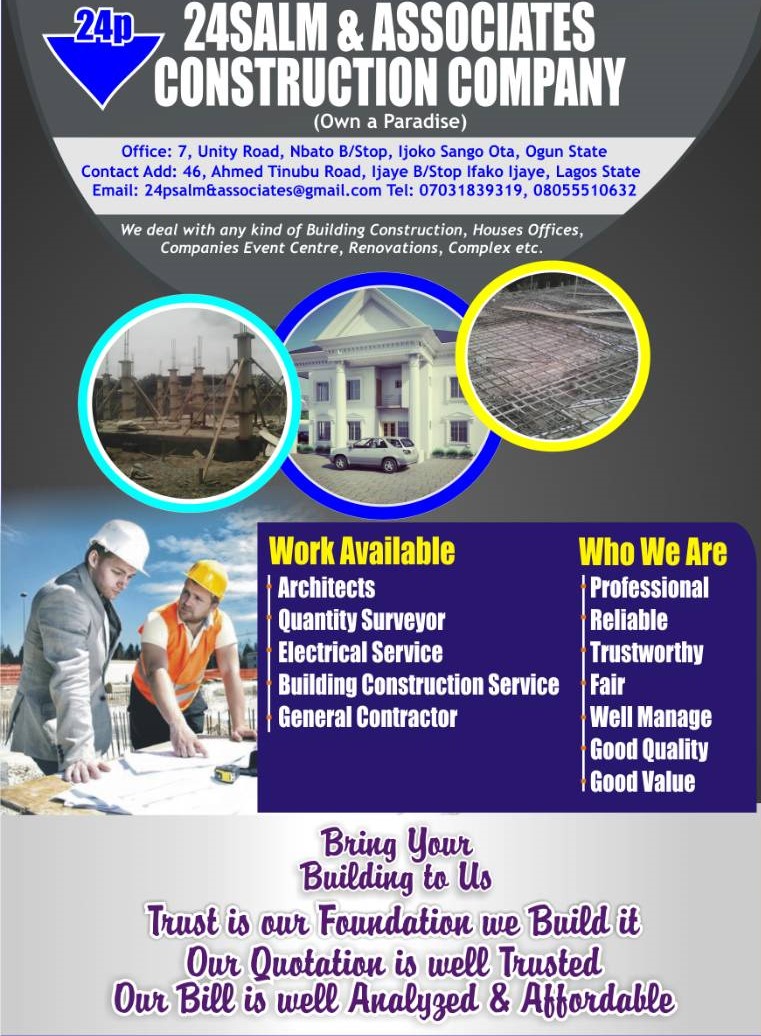 24p
24SALM & ASSOCIATES
CONSTRUCTION COMPANY
(Own a Paradise)
Office: 7, Unity Road, Nbato B/Stop, Ijoko Sango Ota, Ogun State
Contact Add: 46, Ahmed Tinubu Road, Ijaye B/Stop Ifako Ijaye, Lagos State
Email: 24psalm&associates@gmail.com Tel: 07031839319, 08055510632
We deal with any kind of Building Construction, Houses Offices,
Companies Event Centre, Renovations, Complex etc.
Work Available
Architects
Quantity Surveyor
Electrical Service
Building Construction Service
General Contractor
Who We Are
Professional
Reliable
Trustworthy
Fair
Well Manage
Good Quality
Good Value
Bring Your
Building to Us
Trust is our Foundation we Build it
Our Quotation is well Trusted
Our Bill is well Analyzed & Affordable